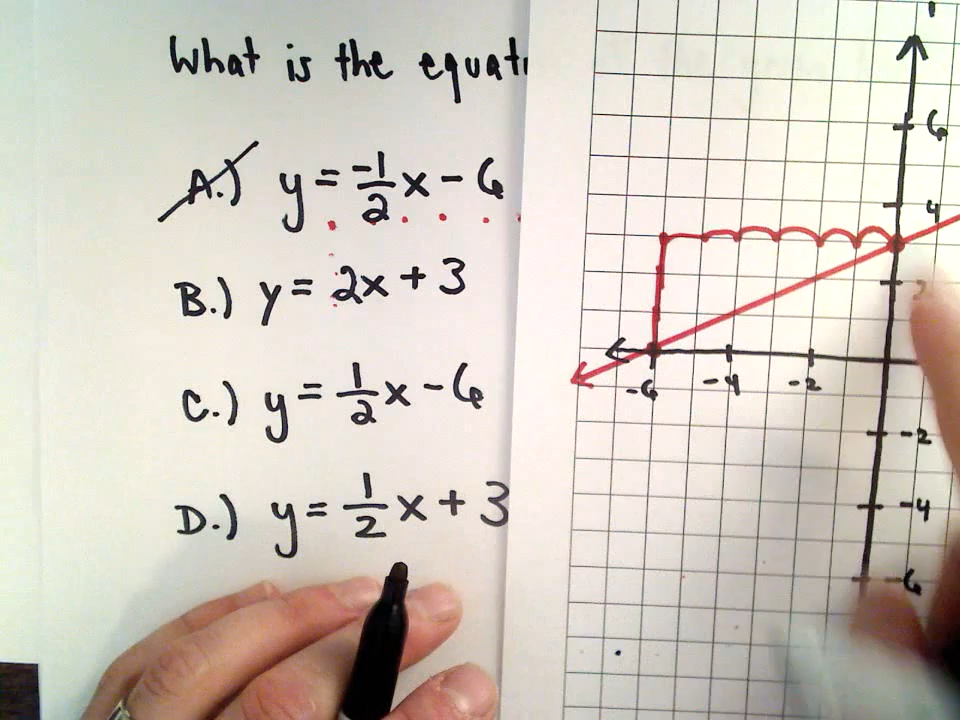 What is the equat
A.) y = -1/2 x - 6
B.) y = 2x + 3
C.) y = 1/2 x - 6
D.) y = 1/2 x + 3
6
4
2
-6 -4 -2
-2
-4
-6